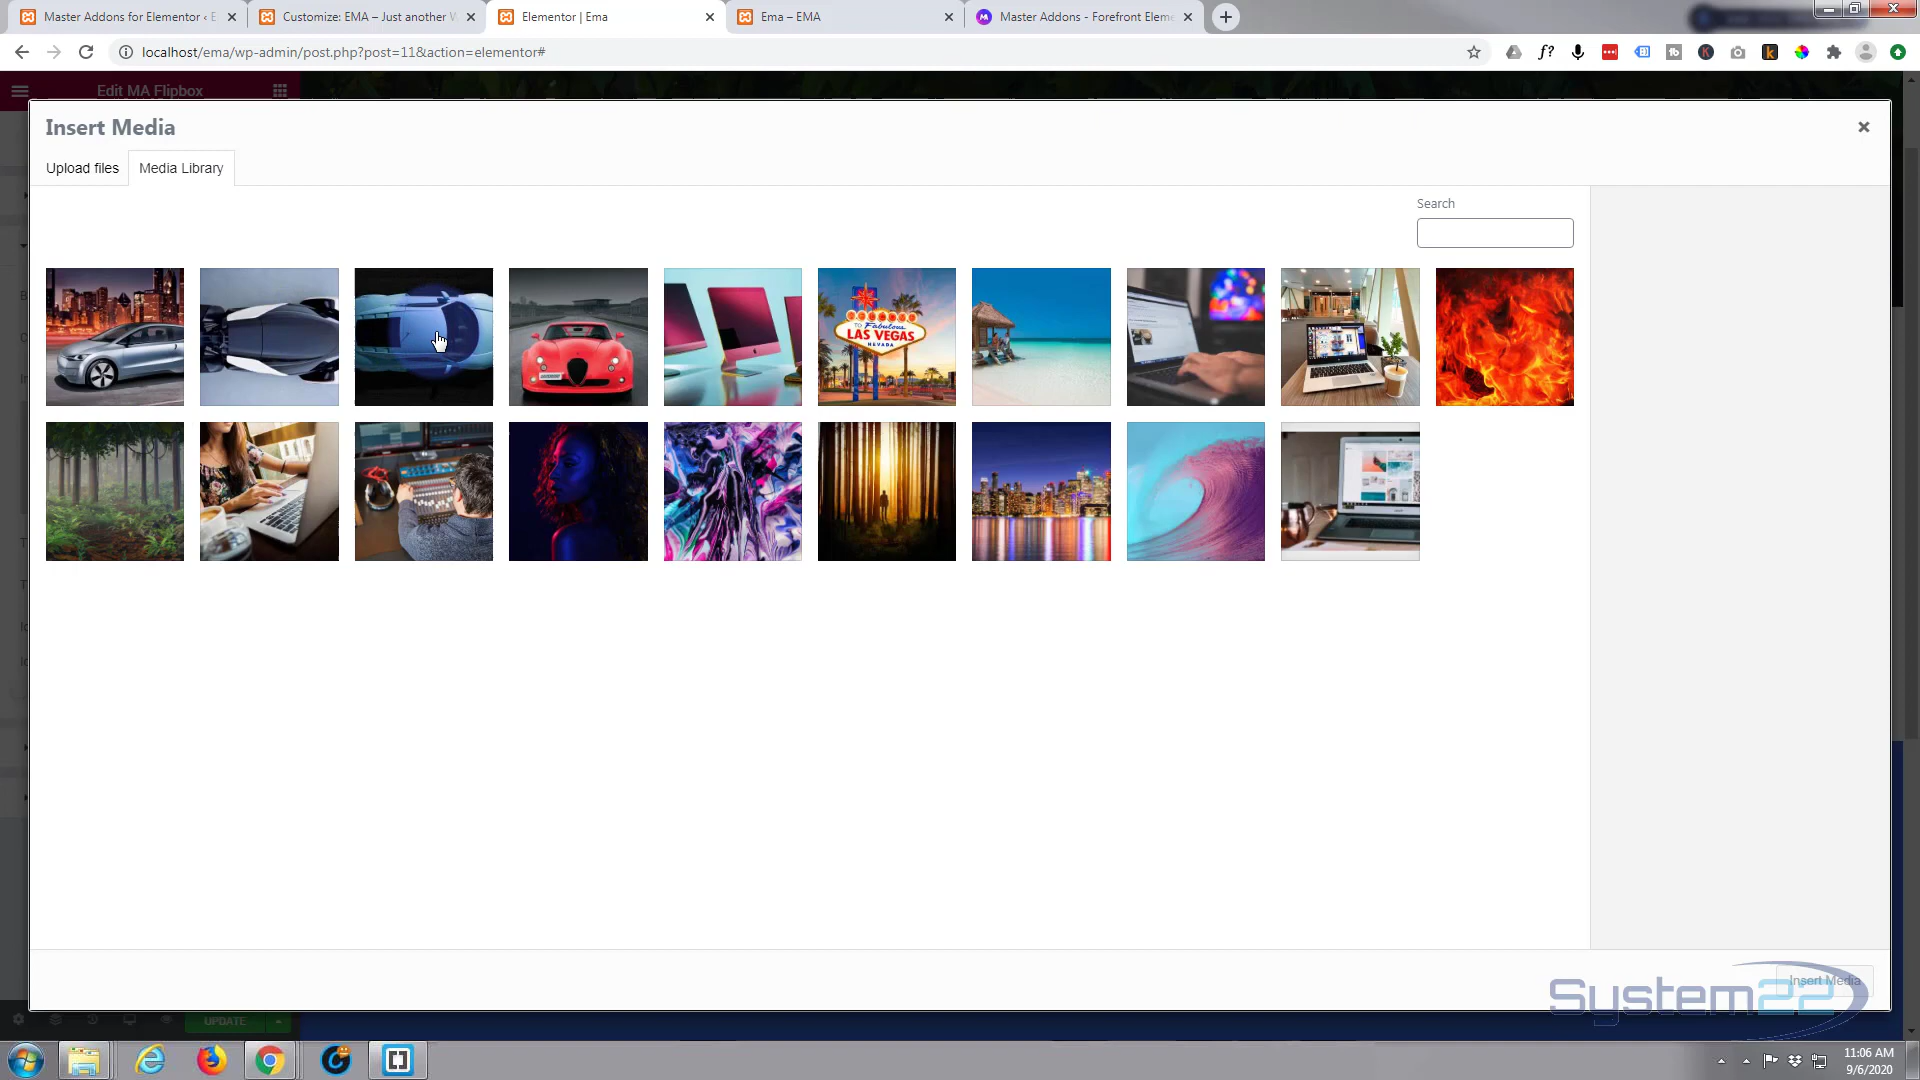 Master Addons for Elementor ‹ E
Customize: EMA – Just another W
Elementor | Ema
Ema – EMA
Master Addons - Forefront Eleme
localhost/ema/wp-admin/post.php?post=11&action=elementor#
Edit MA Flipbox
Insert Media
Upload files
Media Library
Search
TO Fabulous
LAS VEGAS
NEVADA
Insert Media
System22
UPDATE
11:06 AM
9/6/2020